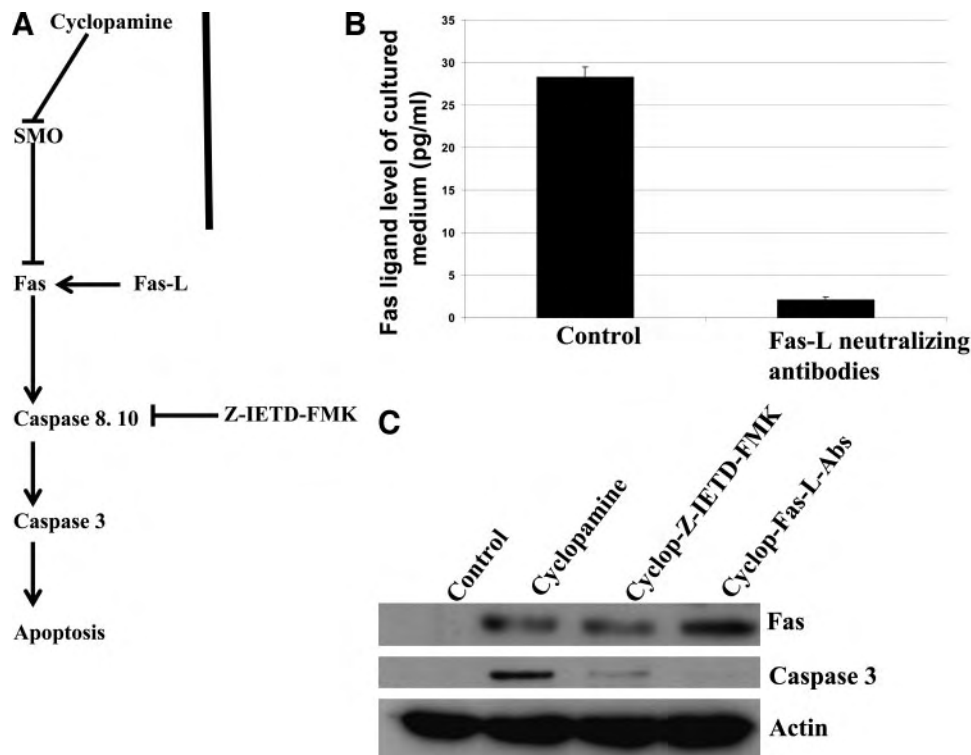 A
Cyclopamine
SMO
Fas
Fas-L
Caspase 8. 10
Z-IETD-FMK
Caspase 3
Apoptosis
B
Fas ligand level of cultured
medium (pg/ml)
35
30
25
20
15
10
5
0
Control
Fas-L neutralizing
antibodies
C
Control
Cyclopamine
Cyclop-Z-IETD-FMK
Cyclop-Fas-L-Abs
Fas
Caspase 3
Actin